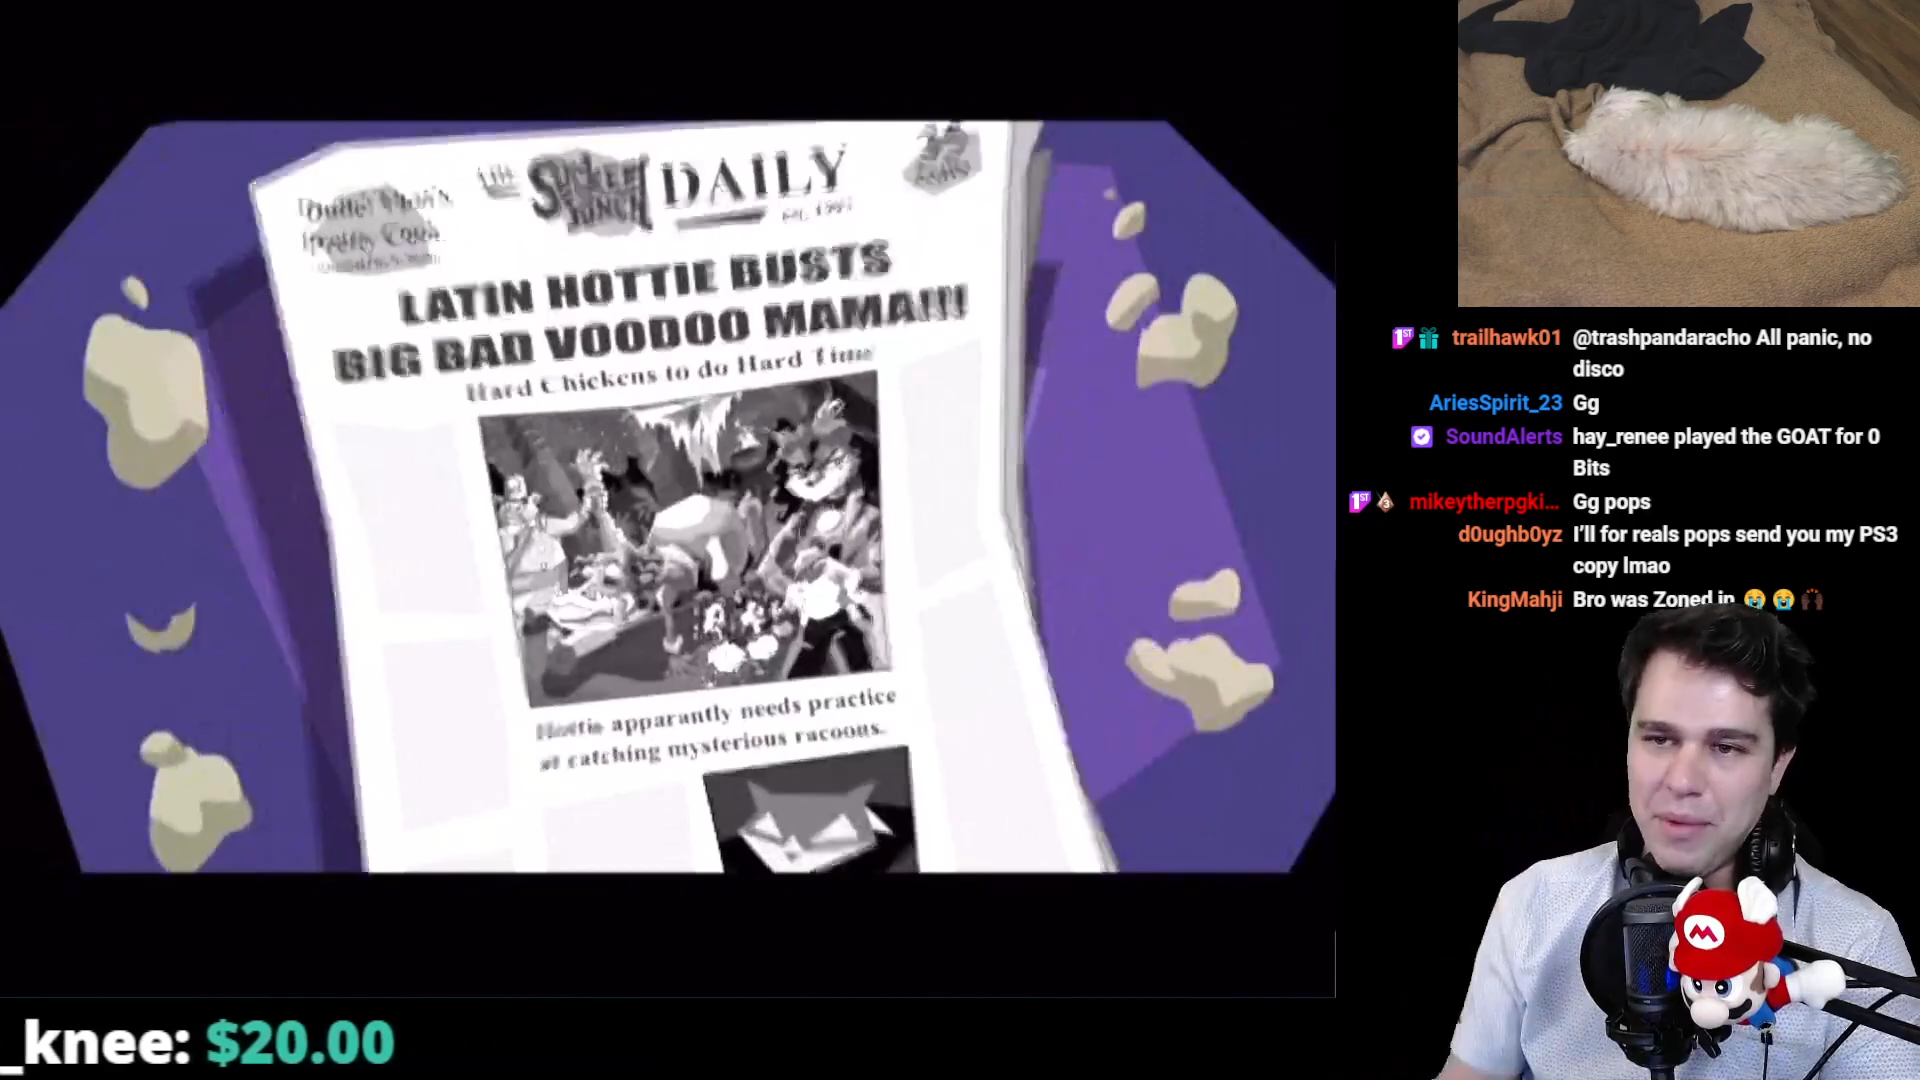 SUCKER PUNCH DAILY
LATIN HOTTIE BUSTS
BIG BAD VOODOO MAMA!!!
Hard Chickens to do Hard Time
Hottie apparantly needs practice
at catching mysterious racoons.
trailhawk01 @trashpandaracho All panic, no
disco
AriesSpirit_23 Gg
SoundAlerts hay_renee played the GOAT for 0
Bits
mikeytherpgki... Gg pops
d0ughb0yz I’ll for reals pops send you my PS3
copy lmao
KingMahji Bro was Zoned in 😭 😭 🙌🏿
_knee: $20.00
M